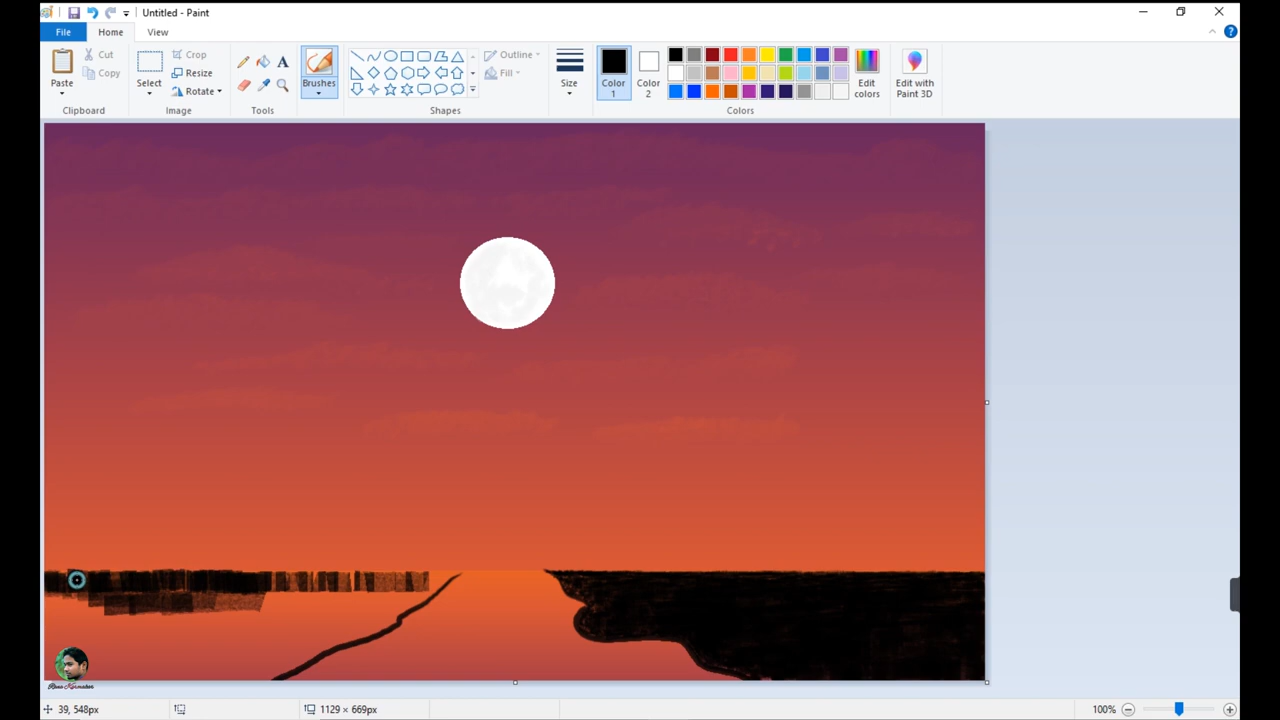 Untitled - Paint
File Home View
Paste
Cut
Copy
Clipboard
Select
Crop
Resize
Rotate
Image
A
Tools
Brushes
Outline
Fill
Shapes
Size
Color 1
Color 2
Edit colors
Colors
Edit with Paint 3D
39, 548px
1129 × 669px
100%